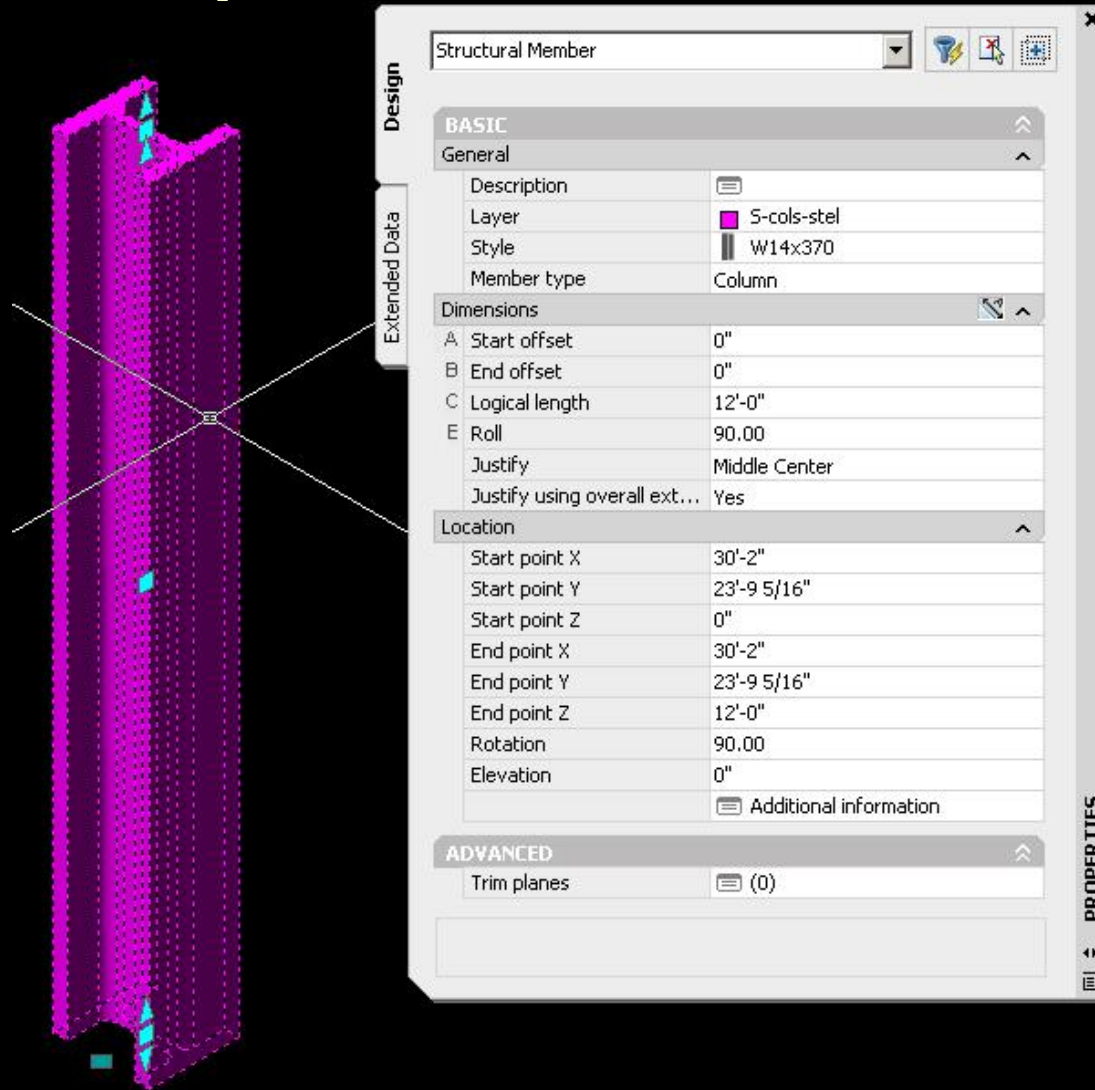 Structural Member
Design
Extended Data
BASIC
General
Description
Layer S-cols-stel
Style W14x370
Member type Column
Dimensions
A Start offset 0"
B End offset 0"
C Logical length 12'-0"
E Roll 90.00
Justify Middle Center
Justify using overall ext... Yes
Location
Start point X 30'-2"
Start point Y 23'-9 5/16"
Start point Z 0"
End point X 30'-2"
End point Y 23'-9 5/16"
End point Z 12'-0"
Rotation 90.00
Elevation 0"
Additional information
ADVANCED
Trim planes (0)
PROPERTIES